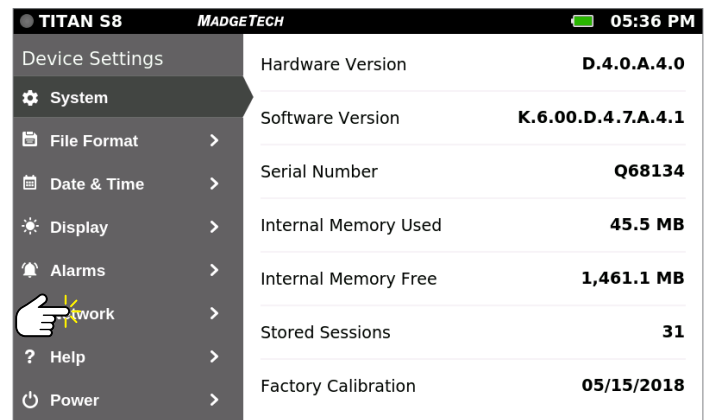 TITAN S8 MADGETECH 05:36 PM
Device Settings
System
File Format
Date & Time
Display
Alarms
twork
? Help
Power
Hardware Version D.4.0.A.4.0
Software Version K.6.00.D.4.7.A.4.1
Serial Number Q68134
Internal Memory Used 45.5 MB
Internal Memory Free 1,461.1 MB
Stored Sessions 31
Factory Calibration 05/15/2018